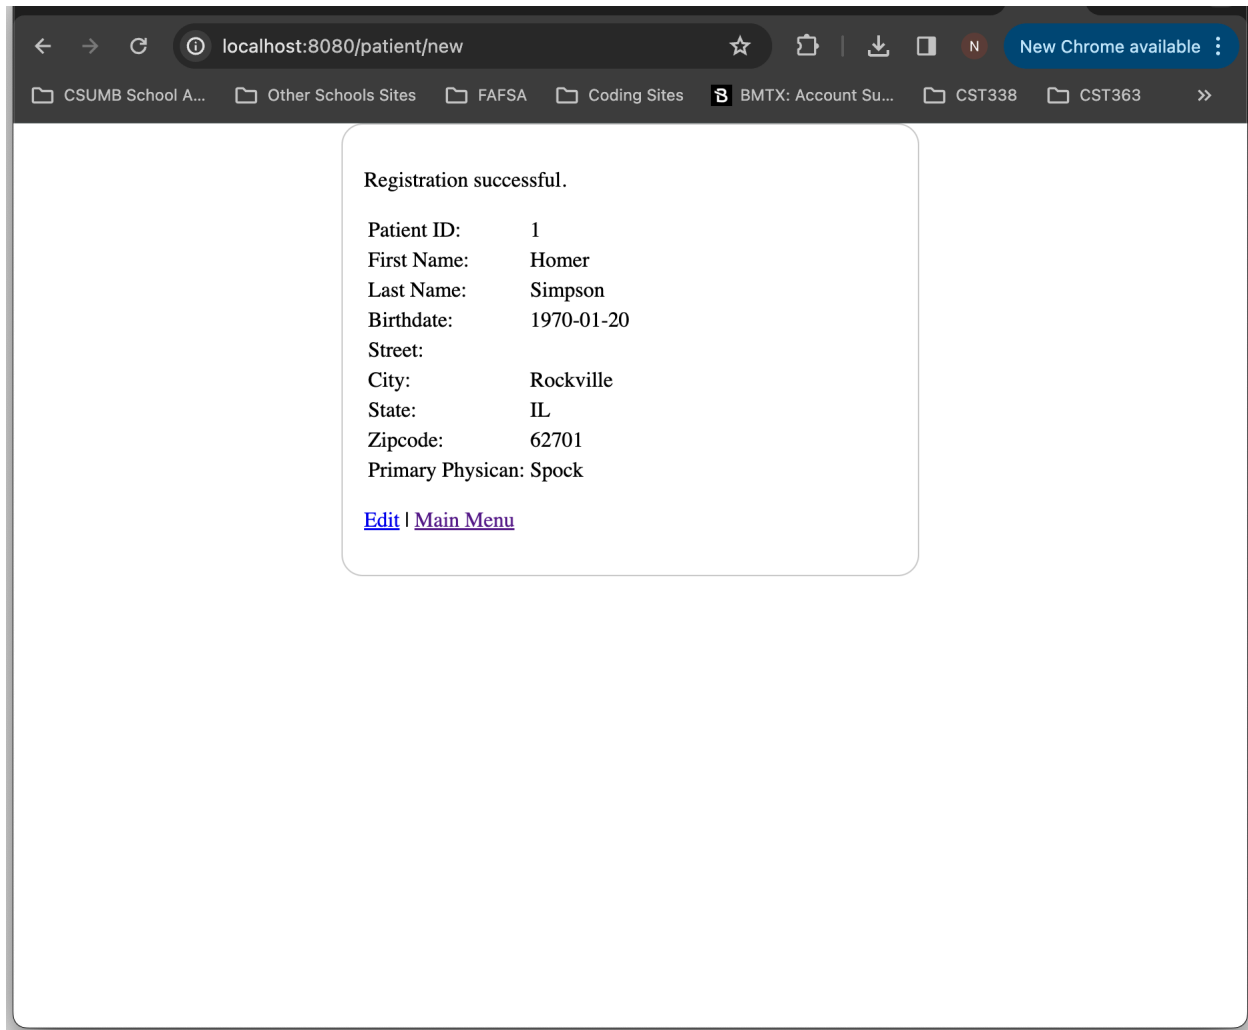 localhost:8080/patient/new
N
New Chrome available
CSUMB School A...
Other Schools Sites
FAFSA
Coding Sites
B
BMTX: Account Su...
CST338
CST363
Registration successful.
Patient ID: 1
First Name: Homer
Last Name: Simpson
Birthdate: 1970-01-20
Street:
City: Rockville
State: IL
Zipcode: 62701
Primary Physican: Spock
Edit | Main Menu